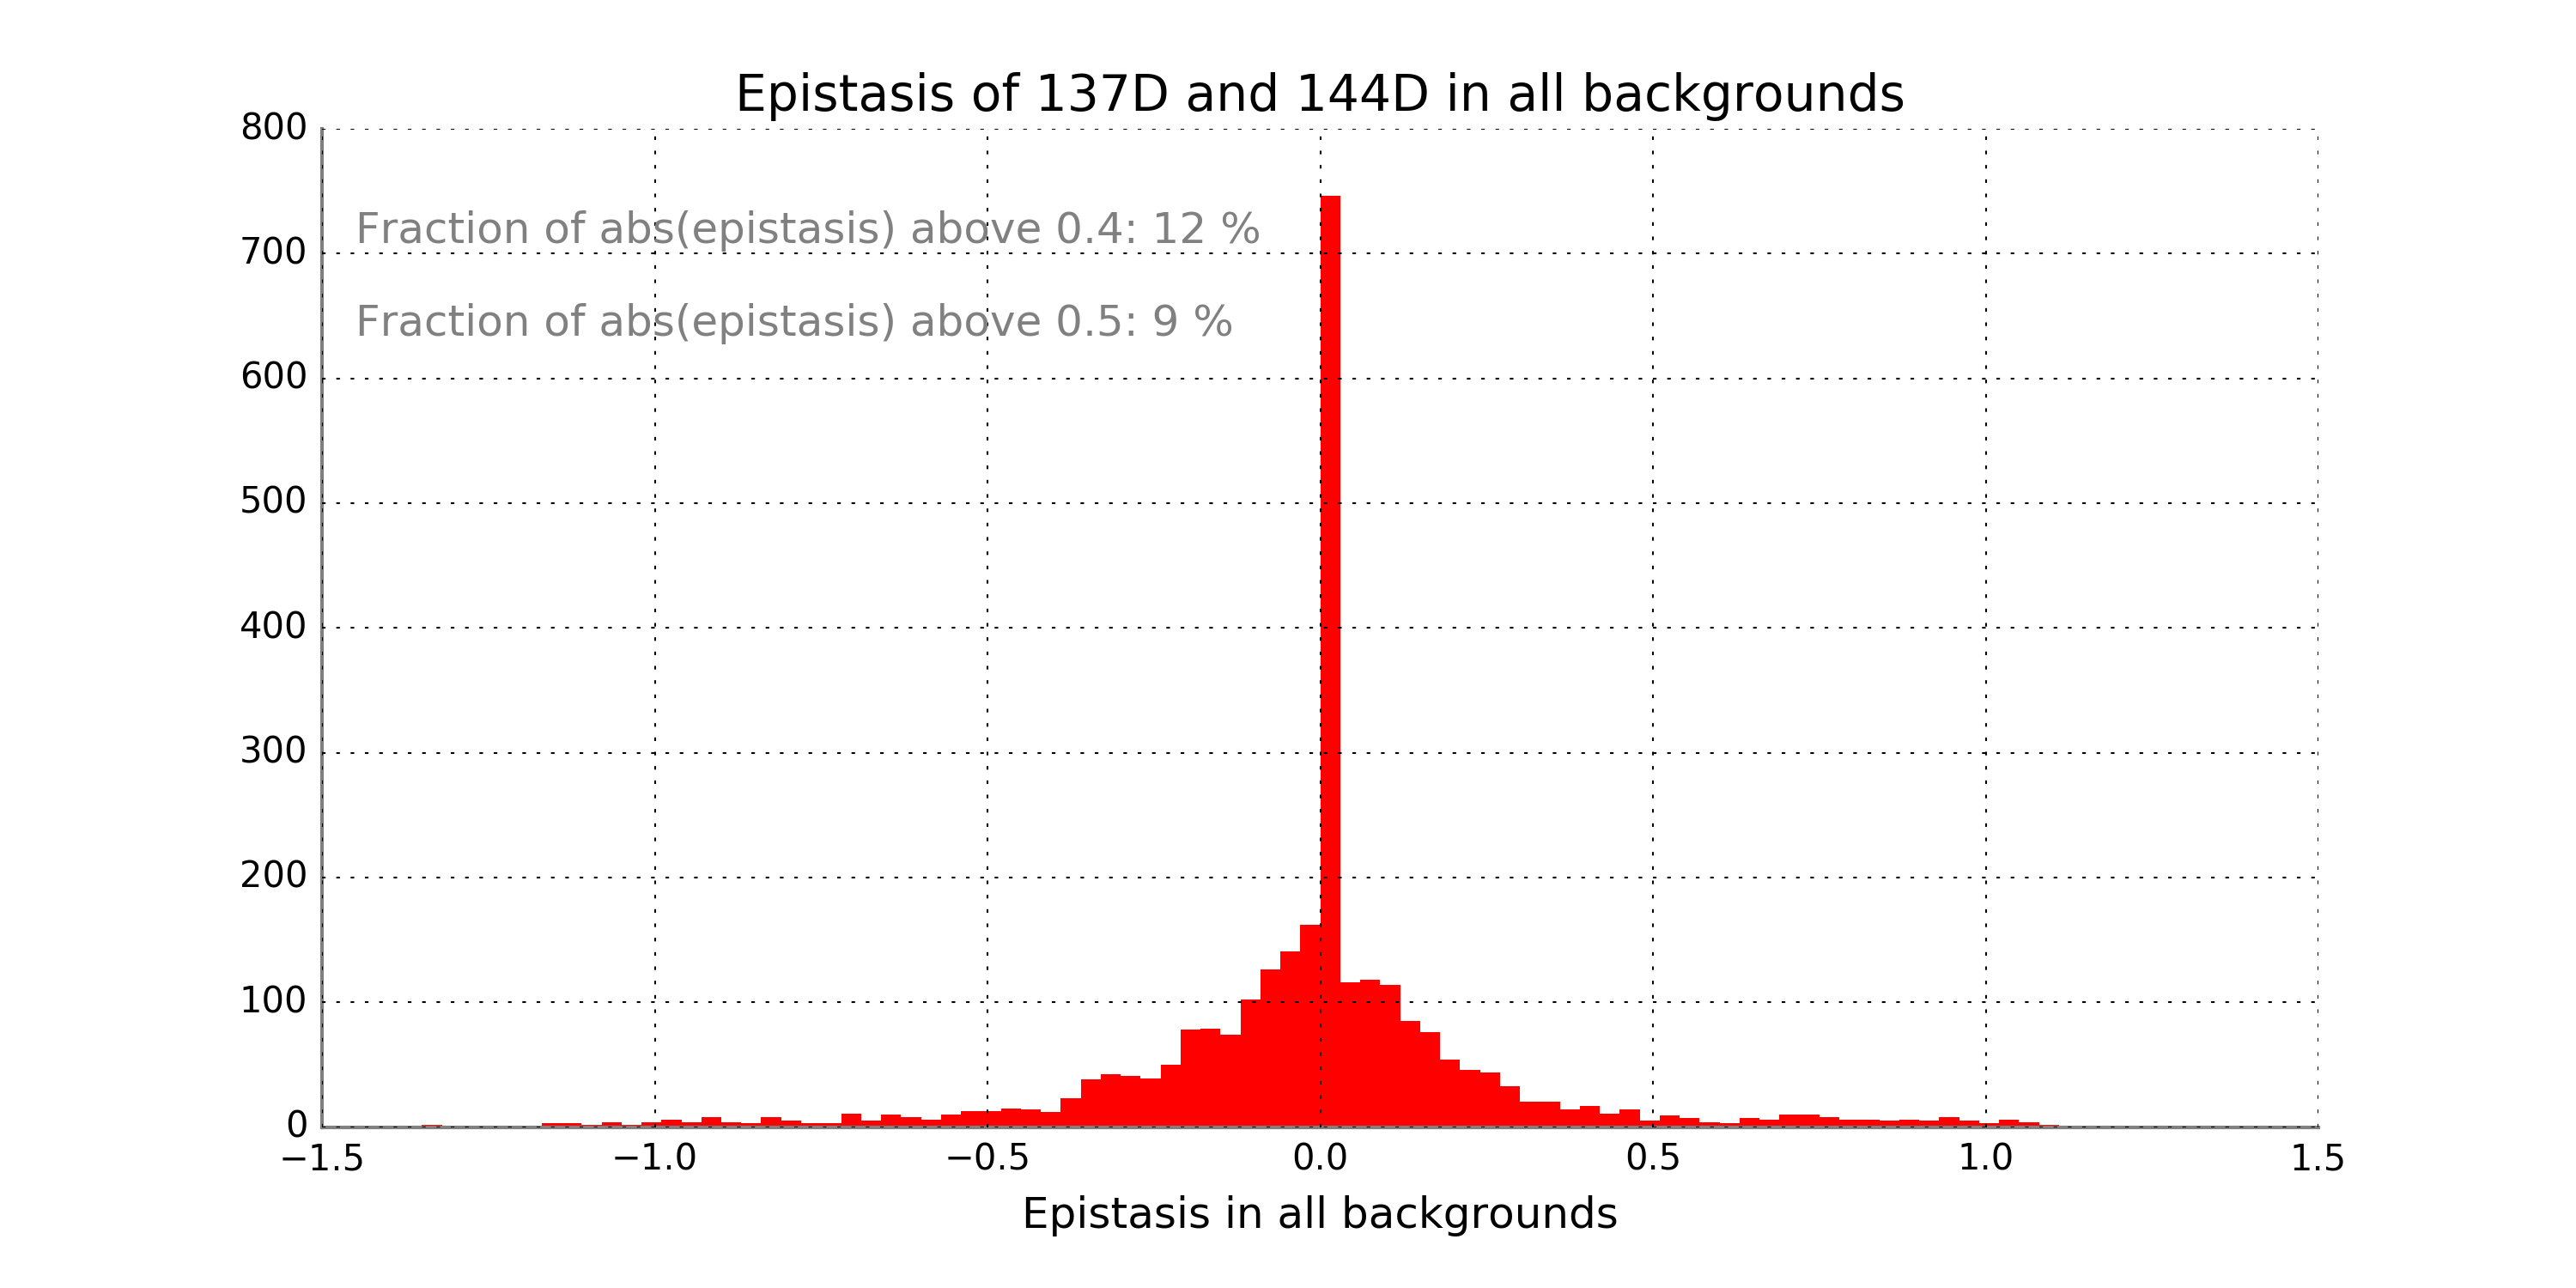 Epistasis of 137D and 144D in all backgrounds
800
700
600
500
400
300
200
100
0
Fraction of abs(epistasis) above 0.4: 12 %
Fraction of abs(epistasis) above 0.5: 9 %
−1.5 −1.0 −0.5 0.0 0.5 1.0 1.5
Epistasis in all backgrounds